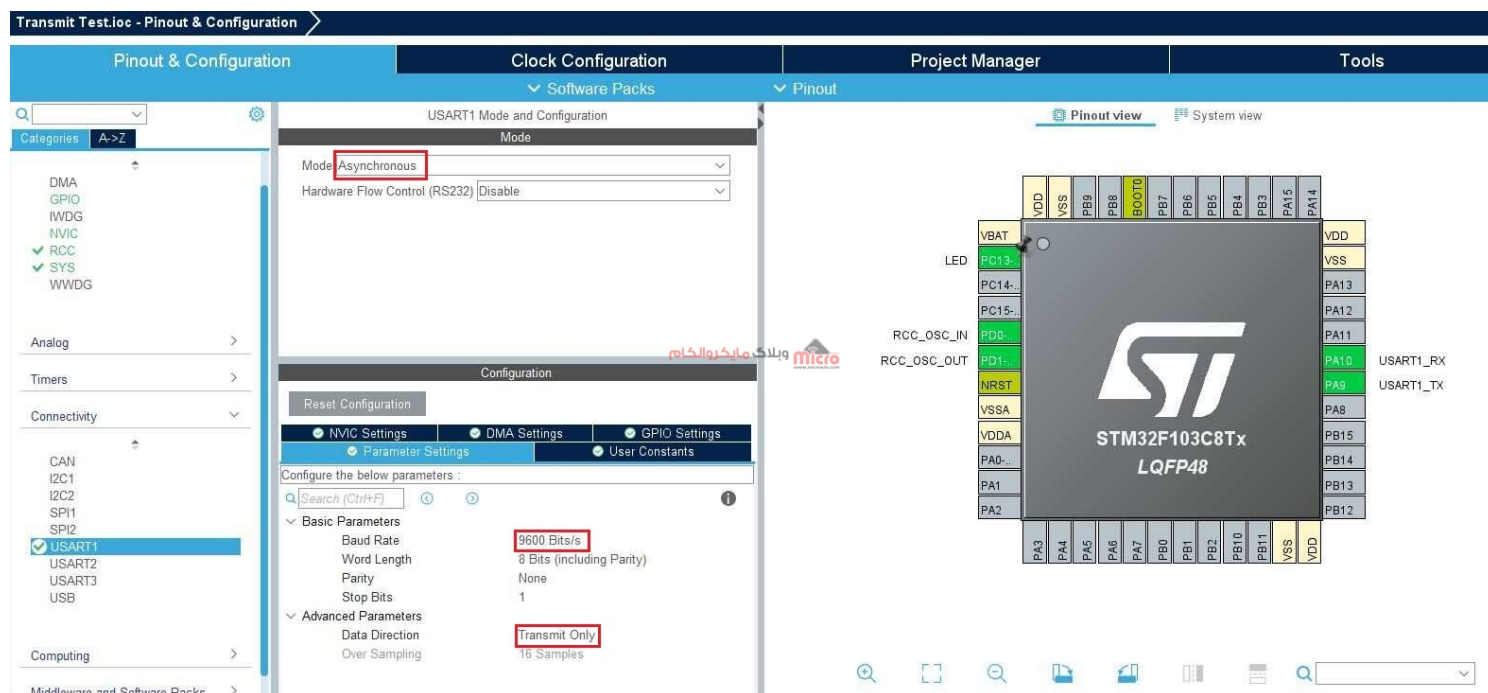 Transmit Test.ioc - Pinout & Configuration
Pinout & Configuration
Clock Configuration
Project Manager
Tools
Software Packs
Pinout
Categories
A->Z
DMA
GPIO
IWDG
NVIC
RCC
SYS
WWDG
Analog
Timers
Connectivity
CAN
I2C1
I2C2
SPI1
SPI2
USART1
USART2
USART3
USB
Computing
Middleware and Software Packs
USART1 Mode and Configuration
Mode
Mode Asynchronous
Hardware Flow Control (RS232) Disable
Configuration
Reset Configuration
NVIC Settings
DMA Settings
GPIO Settings
Parameter Settings
User Constants
Configure the below parameters :
Search (Ctrl+F)
Basic Parameters
Baud Rate 9600 Bits/s
Word Length 8 Bits (including Parity)
Parity None
Stop Bits 1
Advanced Parameters
Data Direction Transmit Only
Over Sampling 16 Samples
وبلاگ مایکروالکام
micro
Pinout view
System view
VDD
VSS
PB9
PB8
BOOT0
PB7
PB6
PB5
PB4
PB3
PA15
PA14
VBAT
LED PC13-..
PC14-..
PC15-..
RCC_OSC_IN PD0-..
RCC_OSC_OUT PD1-..
NRST
VSSA
VDDA
PA0-..
PA1
PA2
STM32F103C8Tx
LQFP48
VDD
VSS
PA13
PA12
PA11
PA10 USART1_RX
PA9 USART1_TX
PA8
PB15
PB14
PB13
PB12
PA3
PA4
PA5
PA6
PA7
PB0
PB1
PB2
PB10
PB11
VSS
VDD